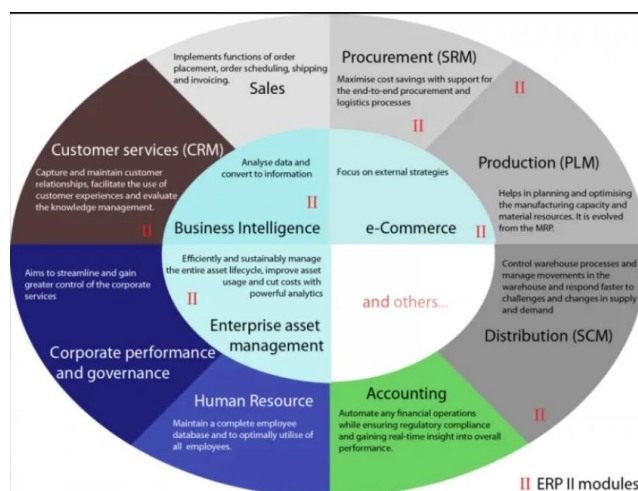 Implements functions of order
placement, order scheduling, shipping
and invoicing.
Sales
Procurement (SRM)
Maximise cost savings with support for
the end-to-end procurement and
logistics processes
II
II
Customer services (CRM)
Capture and maintain customer
relationships, facilitate the use of
customer experiences and evaluate
the knowledge management.
II
Analyse data and
convert to information
II
Business Intelligence
Focus on external strategies
e-Commerce
II
Production (PLM)
Helps in planning and optimising
the manufacturing capacity and
material resources. It is evolved
from the MRP.
Aims to streamline and gain
greater control of the corporate
services
Corporate performance
and governance
Efficiently and sustainably manage
the entire asset lifecycle, improve asset
usage and cut costs with
powerful analytics
II
Enterprise asset
management
and others...
Control warehouse processes and
manage movements in the
warehouse and respond faster to
challenges and changes in supply
and demand
Distribution (SCM)
II
Human Resource
Maintain a complete employee
database and to optimally utilise of
all employees.
Accounting
Automate any financial operations
while ensuring regulatory compliance
and gaining real-time insight into overall
performance.
II ERP II modules